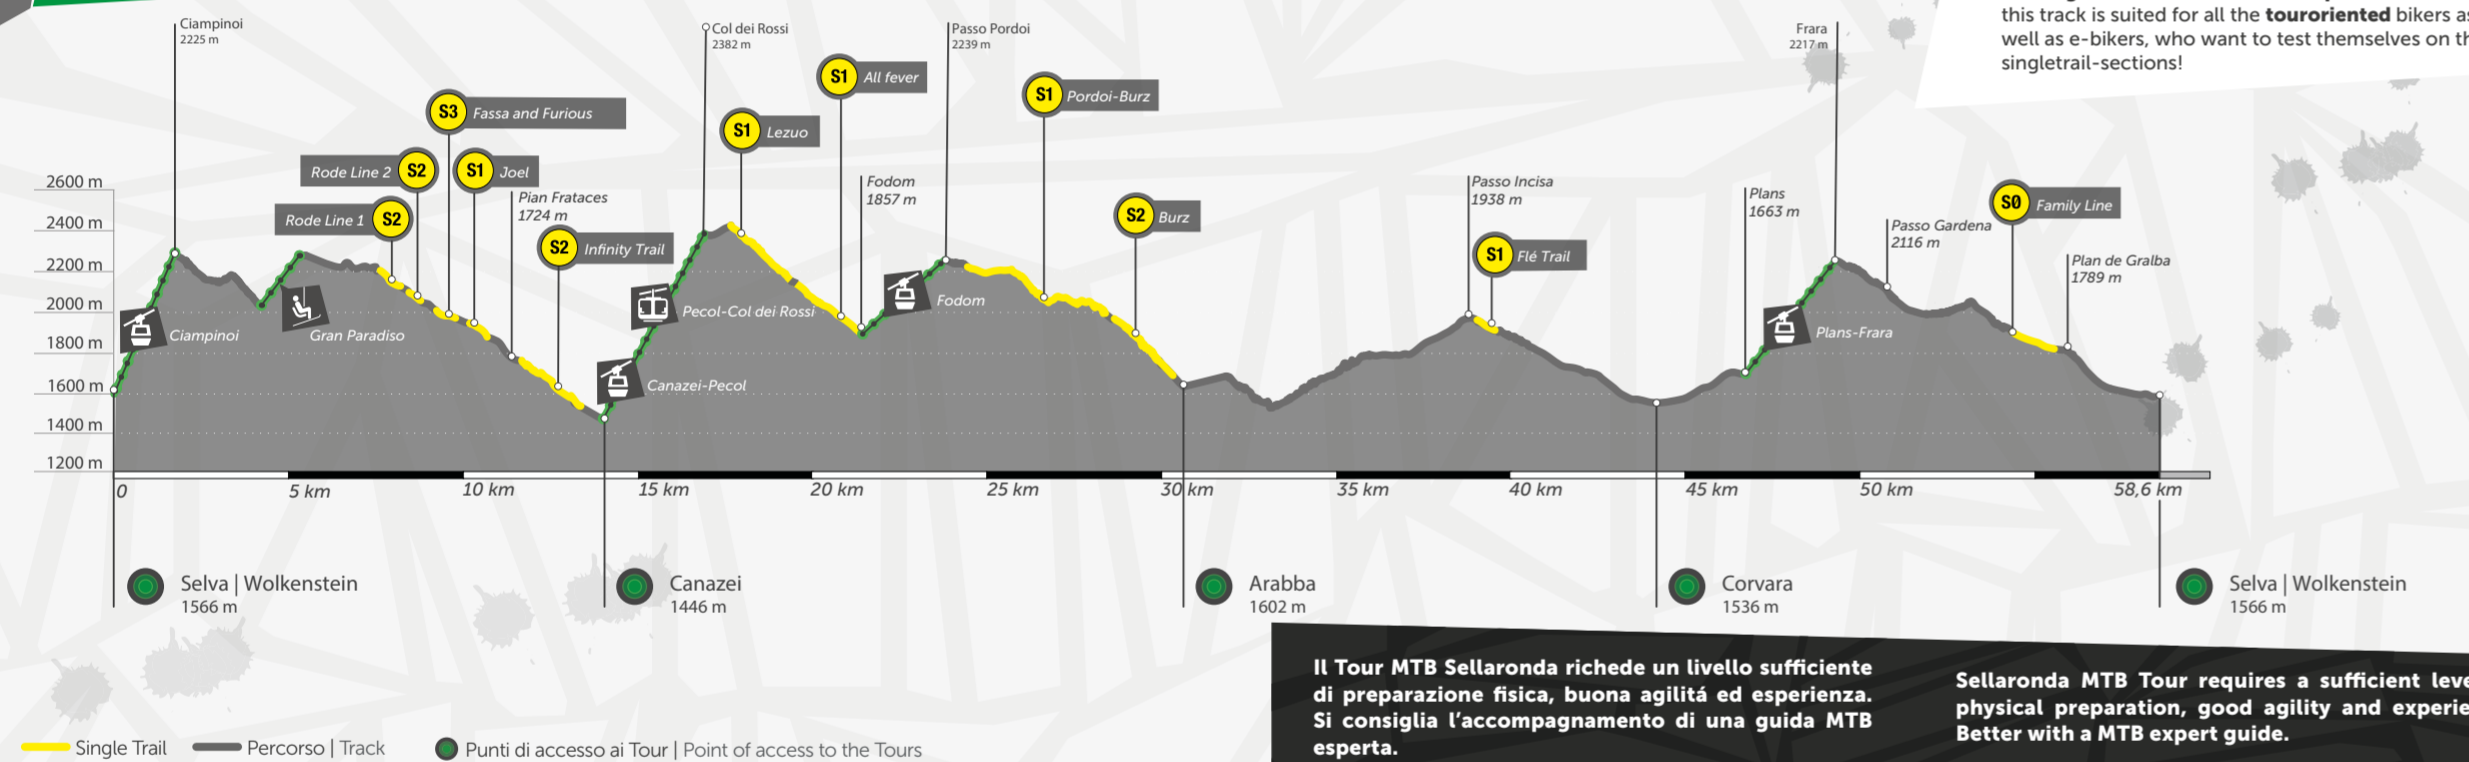 Ciampinoi
2225 m
Col dei Rossi
2382 m
Passo Pordoi
2239 m
Frara
2217 m
this track is suited for all the touroriented bikers as
well as e-bikers, who want to test themselves on th
singletrail-sections!
S1 All fever
S1 Pordoi-Burz
S3 Fassa and Furious
S1 Lezuo
Rode Line 2 S2
S1 Joel
Rode Line 1 S2
Pian Frataces
1724 m
S2 Infinity Trail
Fodom
1857 m
S2 Burz
Passo Incisa
1938 m
S1 Flé Trail
Plans
1663 m
Passo Gardena
2116 m
S0 Family Line
Plan de Gralba
1789 m
2600 m
2400 m
2200 m
2000 m
1800 m
1600 m
1400 m
1200 m
Ciampinoi
Gran Paradiso
Pecol-Col dei Rossi
Canazei-Pecol
Fodom
Plans-Frara
0
5 km
10 km
15 km
20 km
25 km
30 km
35 km
40 km
45 km
50 km
58,6 km
Selva | Wolkenstein
1566 m
Canazei
1446 m
Arabba
1602 m
Corvara
1536 m
Selva | Wolkenstein
1566 m
Il Tour MTB Sellaronda richede un livello sufficiente
di preparazione fisica, buona agilitá ed esperienza.
Si consiglia l'accompagnamento di una guida MTB
esperta.
Sellaronda MTB Tour requires a sufficient leve
physical preparation, good agility and experie
Better with a MTB expert guide.
Single Trail
Percorso | Track
Punti di accesso ai Tour | Point of access to the Tours